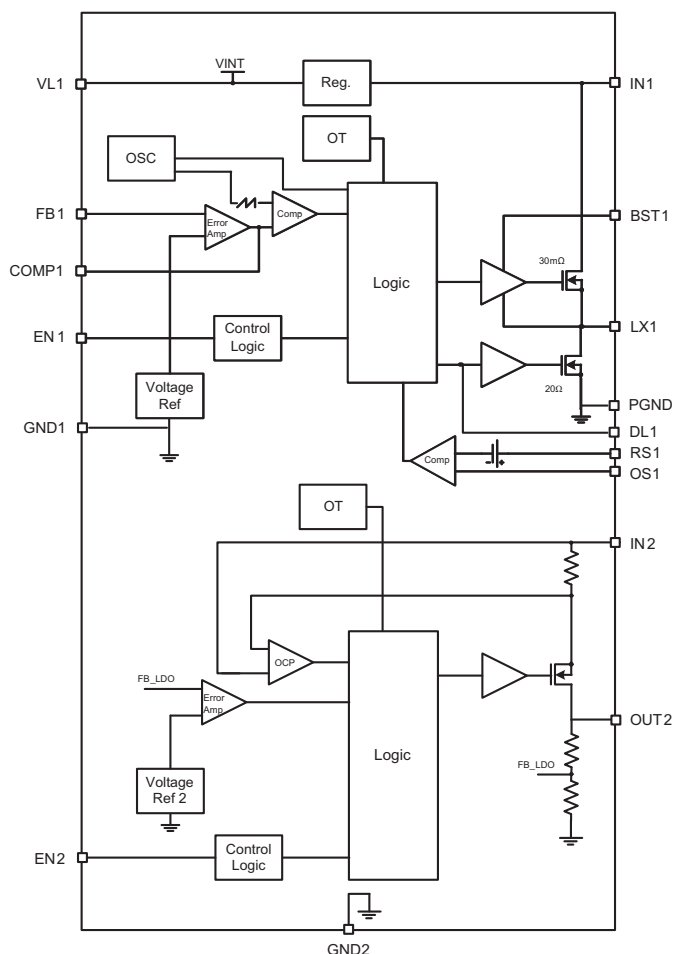 VINT
VL1
Reg.
IN1
OT
OSC
FB1
Error
Amp
Comp
BST1
30mΩ
COMP1
Logic
EN1
Control
Logic
LX1
Voltage
Ref
20Ω
PGND
GND1
DL1
Comp
RS1
OS1
OT
IN2
OCP
FB_LDO
Error
Amp
OUT2
Logic
FB_LDO
Voltage
Ref 2
EN2
Control
Logic
GND2